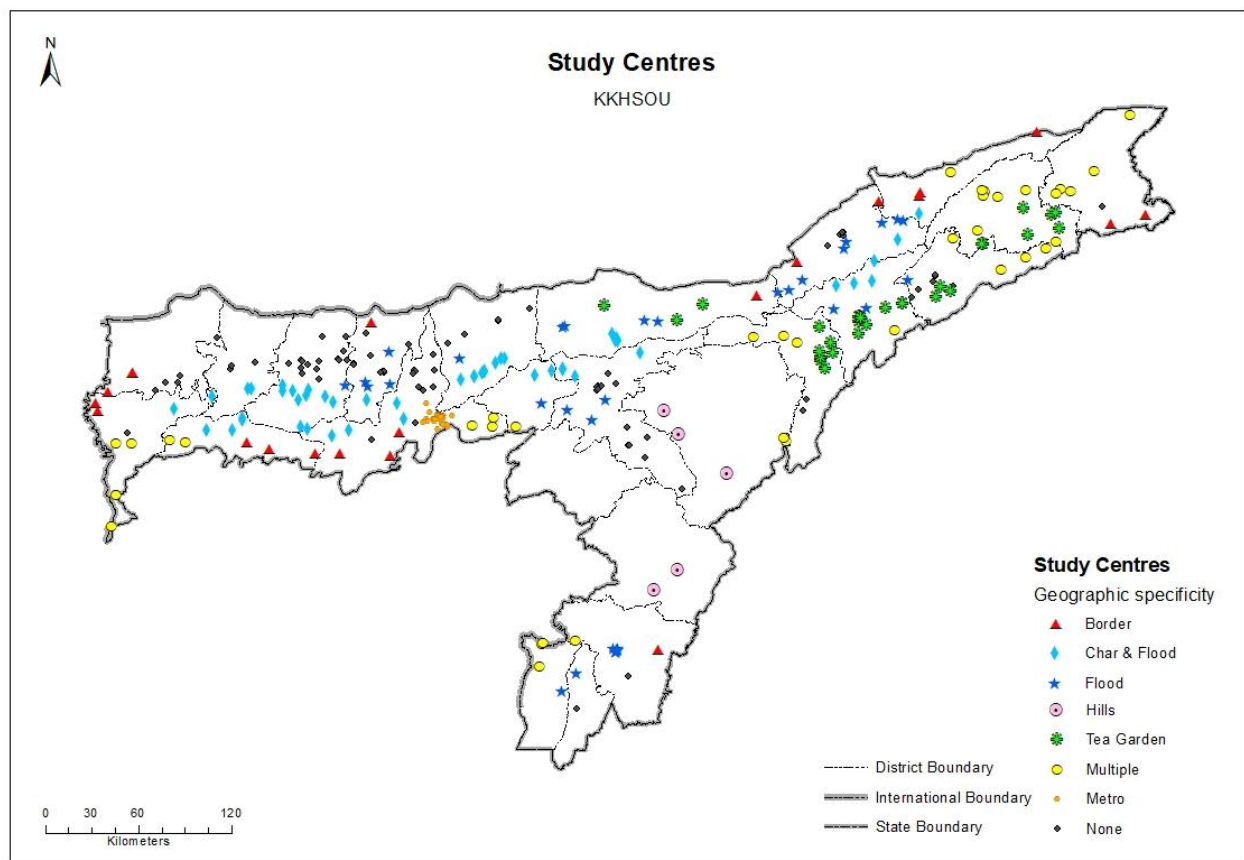 N
Study Centres
KKHSOU
Study Centres
Geographic specificity
Border
Char & Flood
Flood
Hills
Tea Garden
Multiple
Metro
None
District Boundary
International Boundary
State Boundary
0 30 60 120
Kilometers